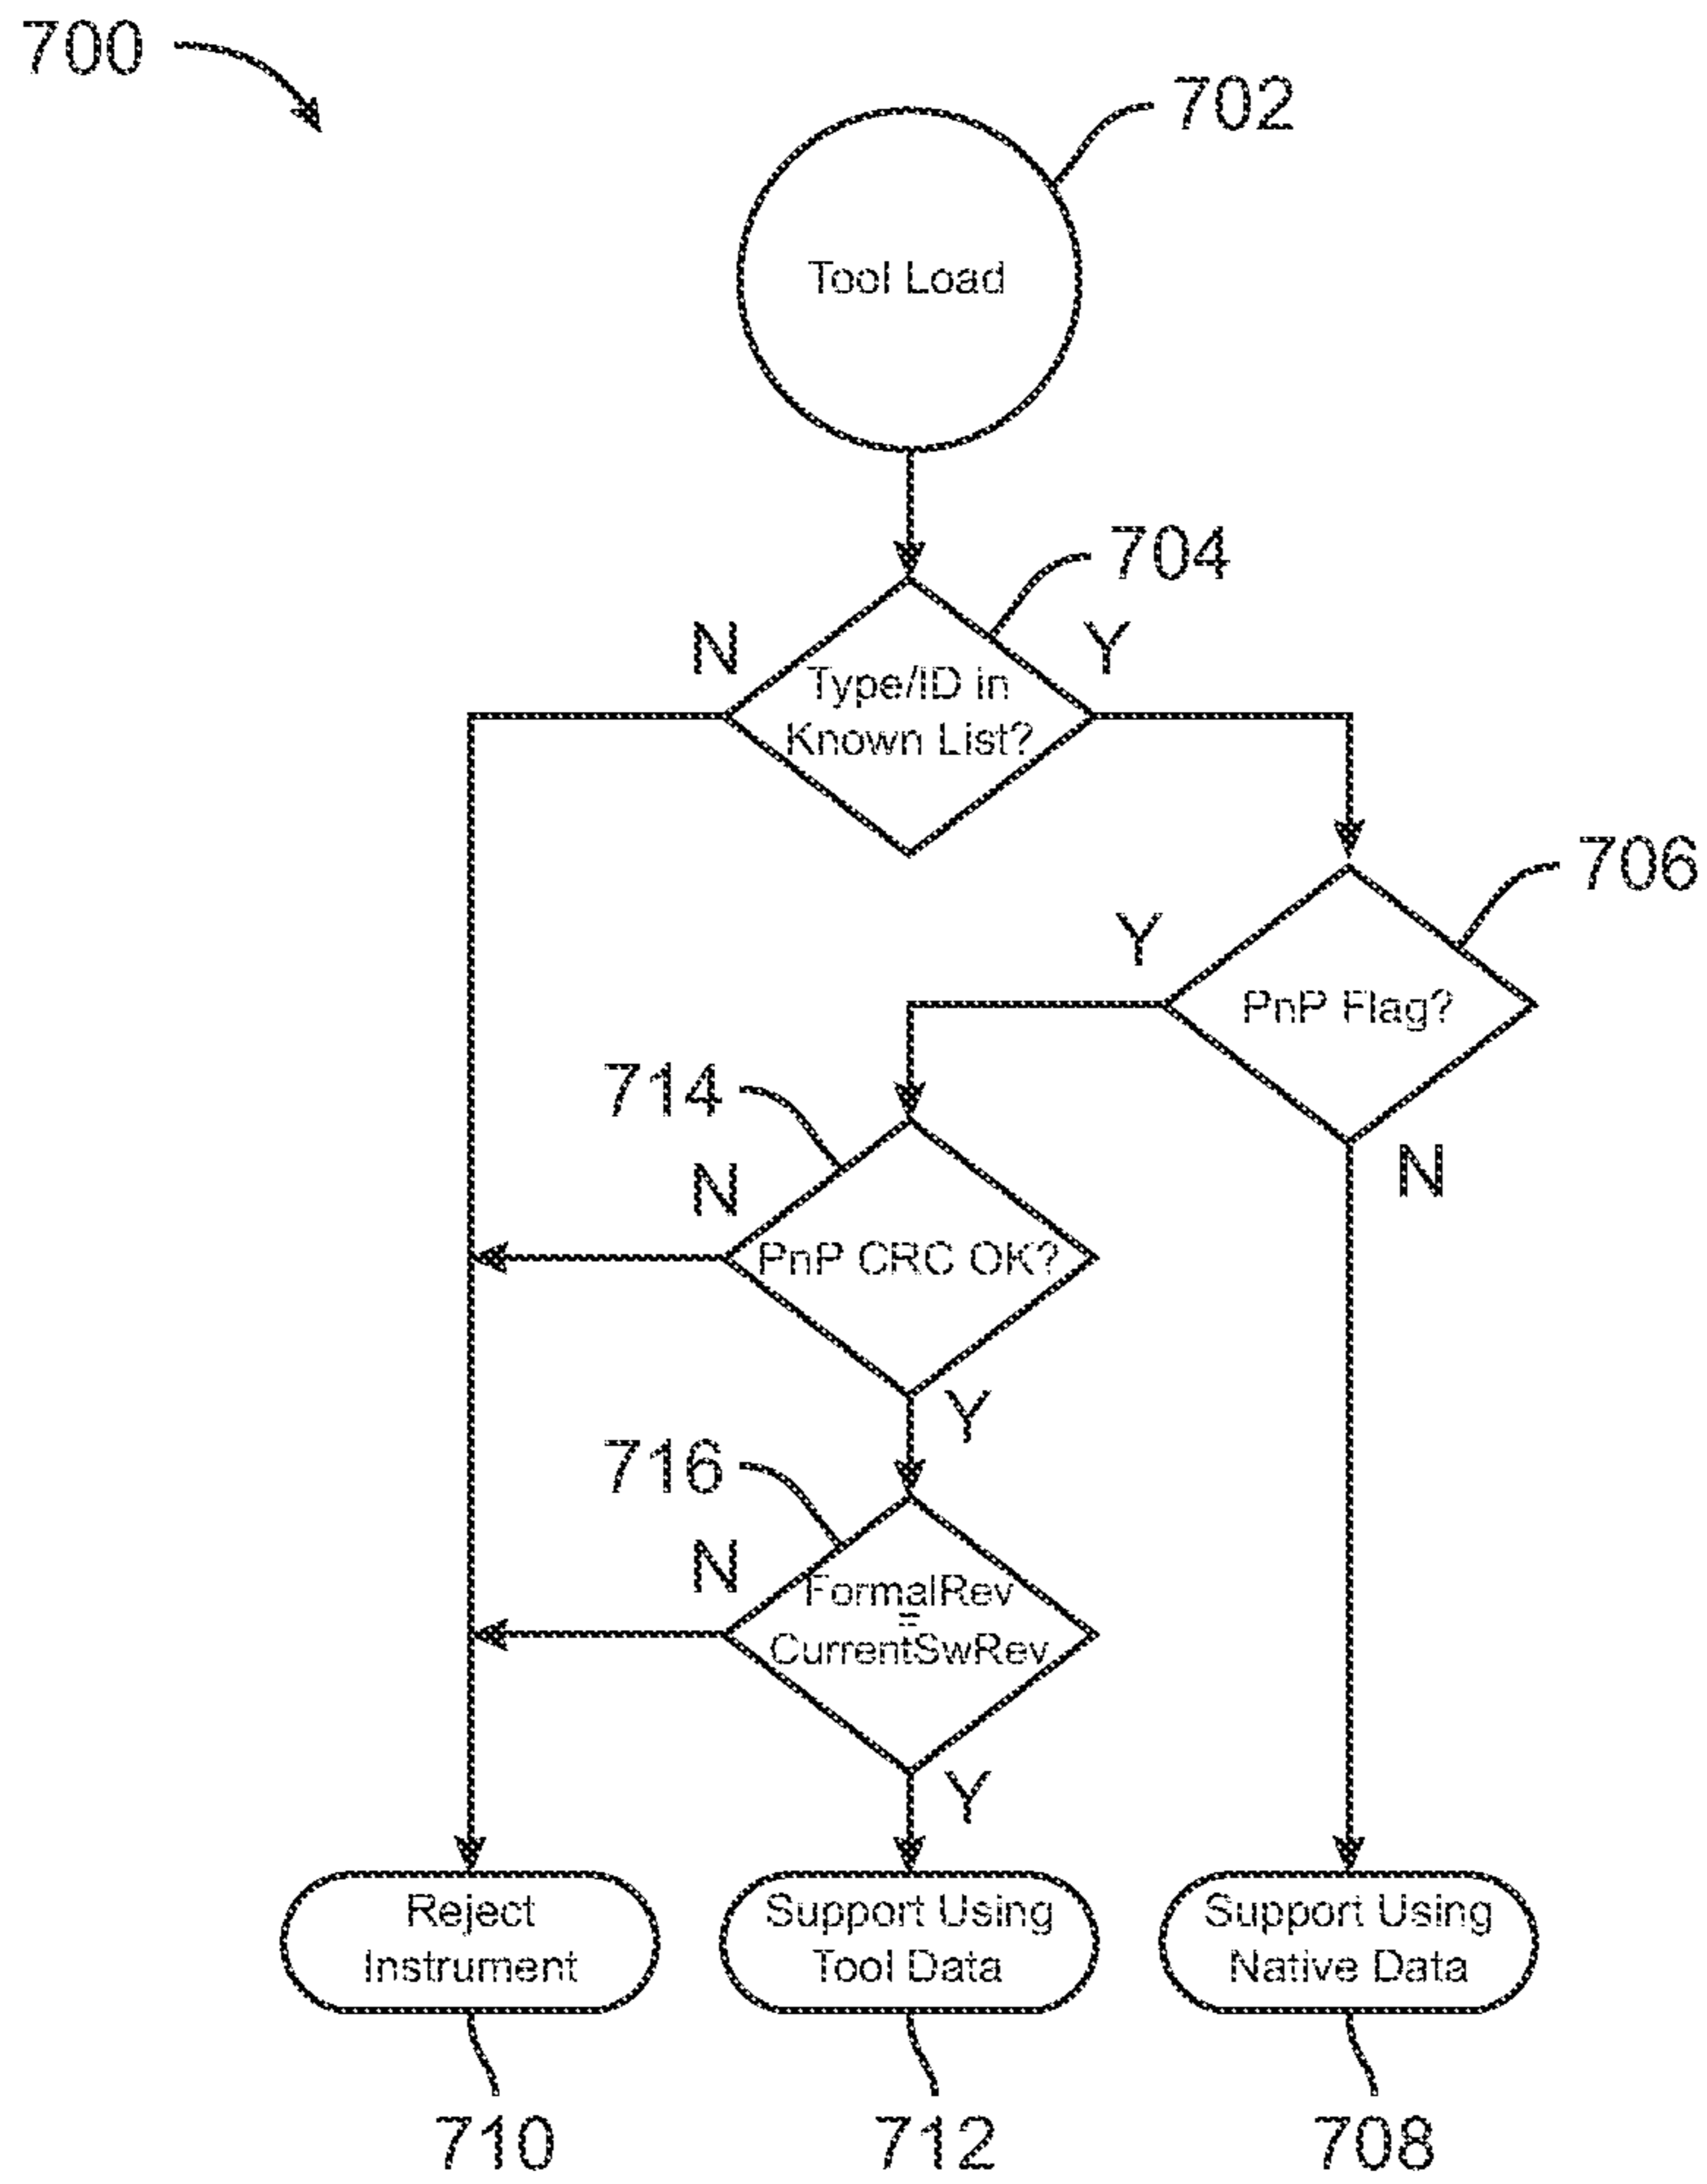 700
702
Tool Load
704
N
Y
Type/ID in
Known List?
706
Y
PnP Flag?
714
N
N
PnP CRC OK?
Y
716
N
FormalRev
=
CurrentSwRev
Y
Reject
Instrument
Support Using
Tool Data
Support Using
Native Data
710
712
708